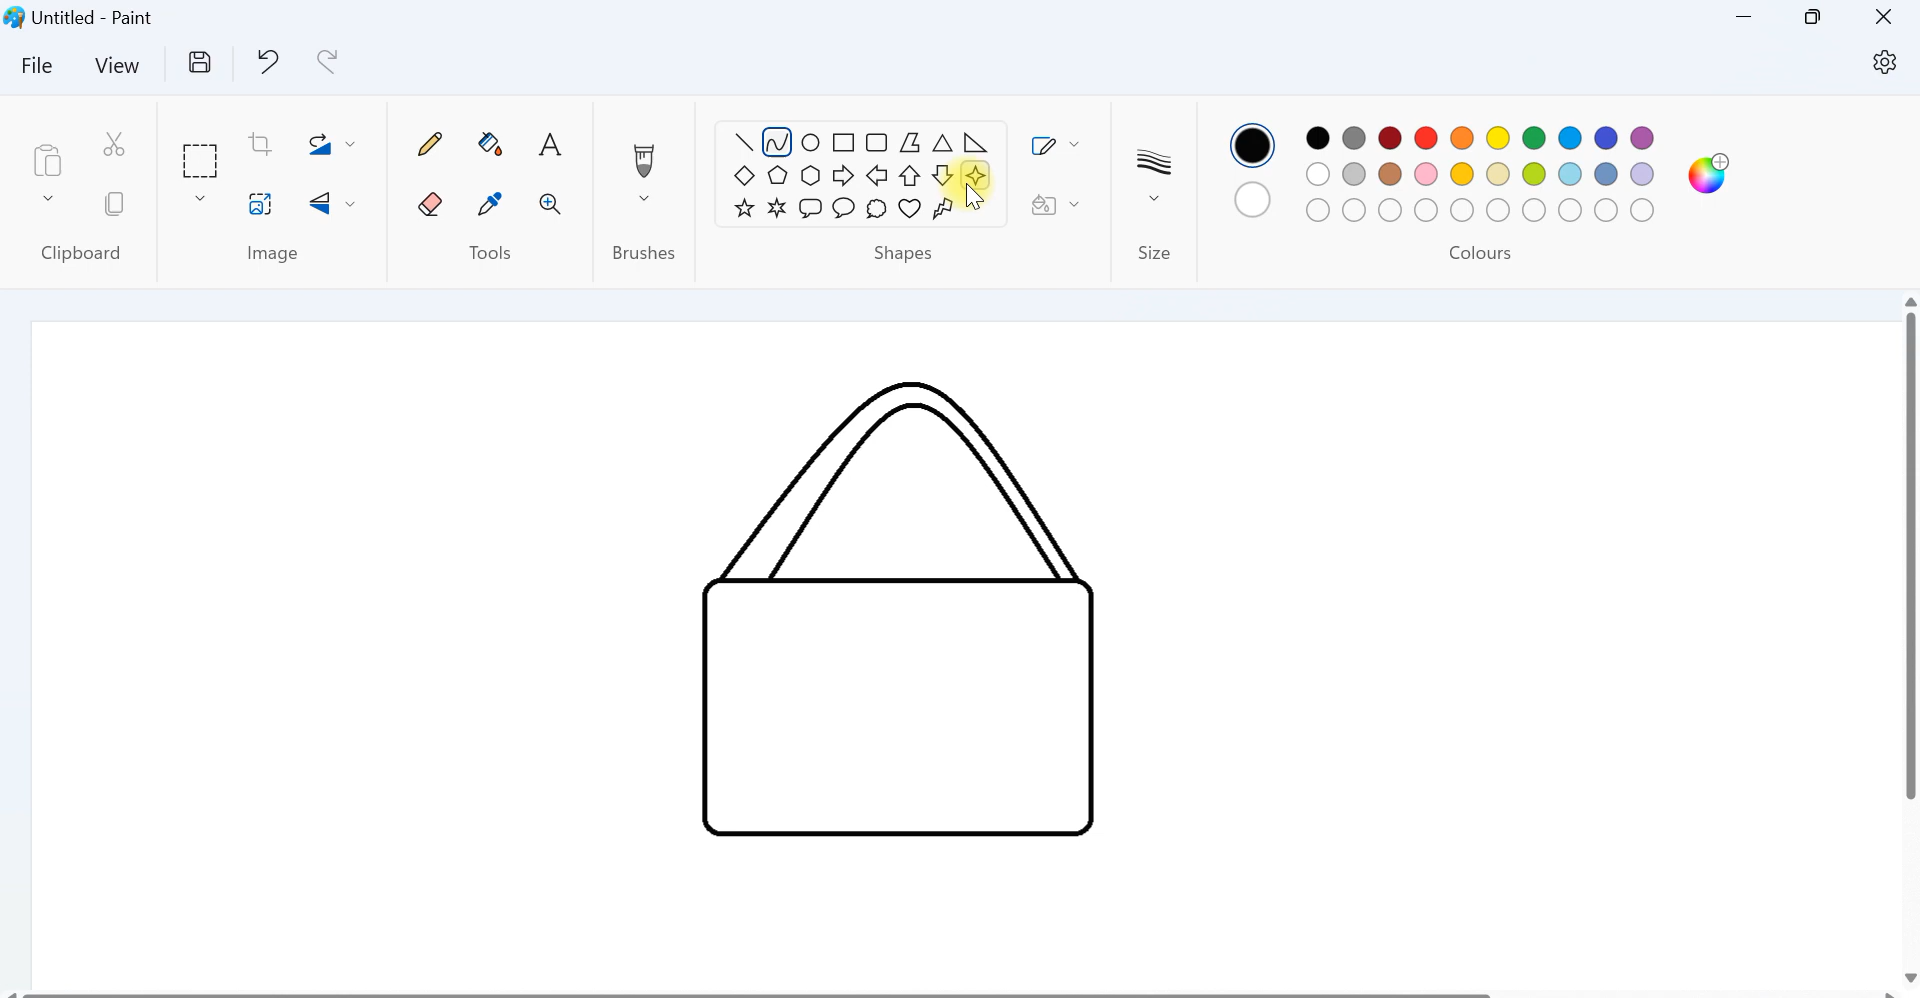 Untitled - Paint
File View
Clipboard Image Tools Brushes Shapes Size Colours